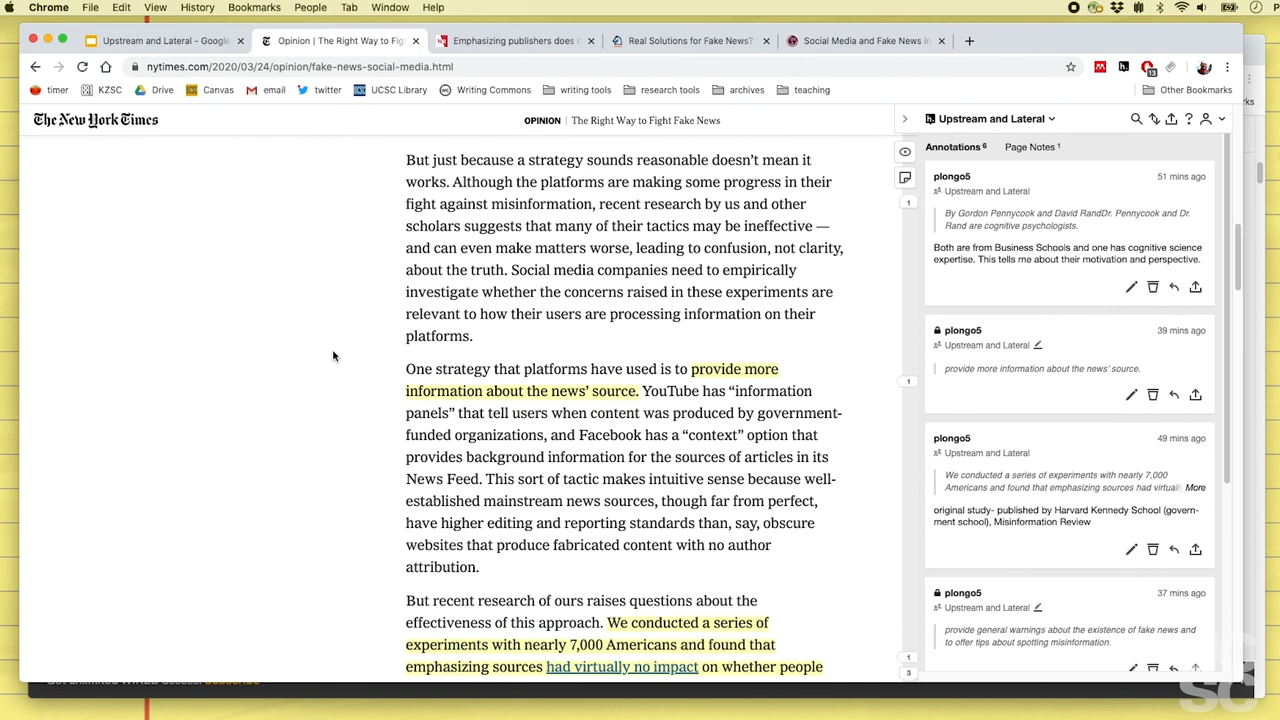 Chrome File Edit View History Bookmarks People Tab Window Help
Upstream and Lateral - Google
Opinion | The Right Way to Fig
Emphasizing publishers does n
Real Solutions for Fake News?
Social Media and Fake News in
nytimes.com/2020/03/24/opinion/fake-news-social-media.html
13
timer KZSC Drive Canvas email twitter UCSC Library Writing Commons writing tools research tools archives teaching Other Bookmarks
The New York Times
OPINION | The Right Way to Fight Fake News
But just because a strategy sounds reasonable doesn’t mean it
works. Although the platforms are making some progress in their
fight against misinformation, recent research by us and other
scholars suggests that many of their tactics may be ineffective —
and can even make matters worse, leading to confusion, not clarity,
about the truth. Social media companies need to empirically
investigate whether the concerns raised in these experiments are
relevant to how their users are processing information on their
platforms.
One strategy that platforms have used is to provide more
information about the news’ source. YouTube has “information
panels” that tell users when content was produced by government-
funded organizations, and Facebook has a “context” option that
provides background information for the sources of articles in its
News Feed. This sort of tactic makes intuitive sense because well-
established mainstream news sources, though far from perfect,
have higher editing and reporting standards than, say, obscure
websites that produce fabricated content with no author
attribution.
But recent research of ours raises questions about the
effectiveness of this approach. We conducted a series of
experiments with nearly 7,000 Americans and found that
emphasizing sources had virtually no impact on whether people
1
1
1
3
Upstream and Lateral
Annotations 6 Page Notes 1
plongo5 51 mins ago
Upstream and Lateral
By Gordon Pennycook and David RandDr. Pennycook and Dr.
Rand are cognitive psychologists.
Both are from Business Schools and one has cognitive science
expertise. This tells me about their motivation and perspective.
plongo5 39 mins ago
Upstream and Lateral
provide more information about the news’ source.
plongo5 49 mins ago
Upstream and Lateral
We conducted a series of experiments with nearly 7,000
Americans and found that emphasizing sources had virtuall More
original study- published by Harvard Kennedy School (govern-
ment school), Misinformation Review
plongo5 37 mins ago
Upstream and Lateral
provide general warnings about the existence of fake news and
to offer tips about spotting misinformation.